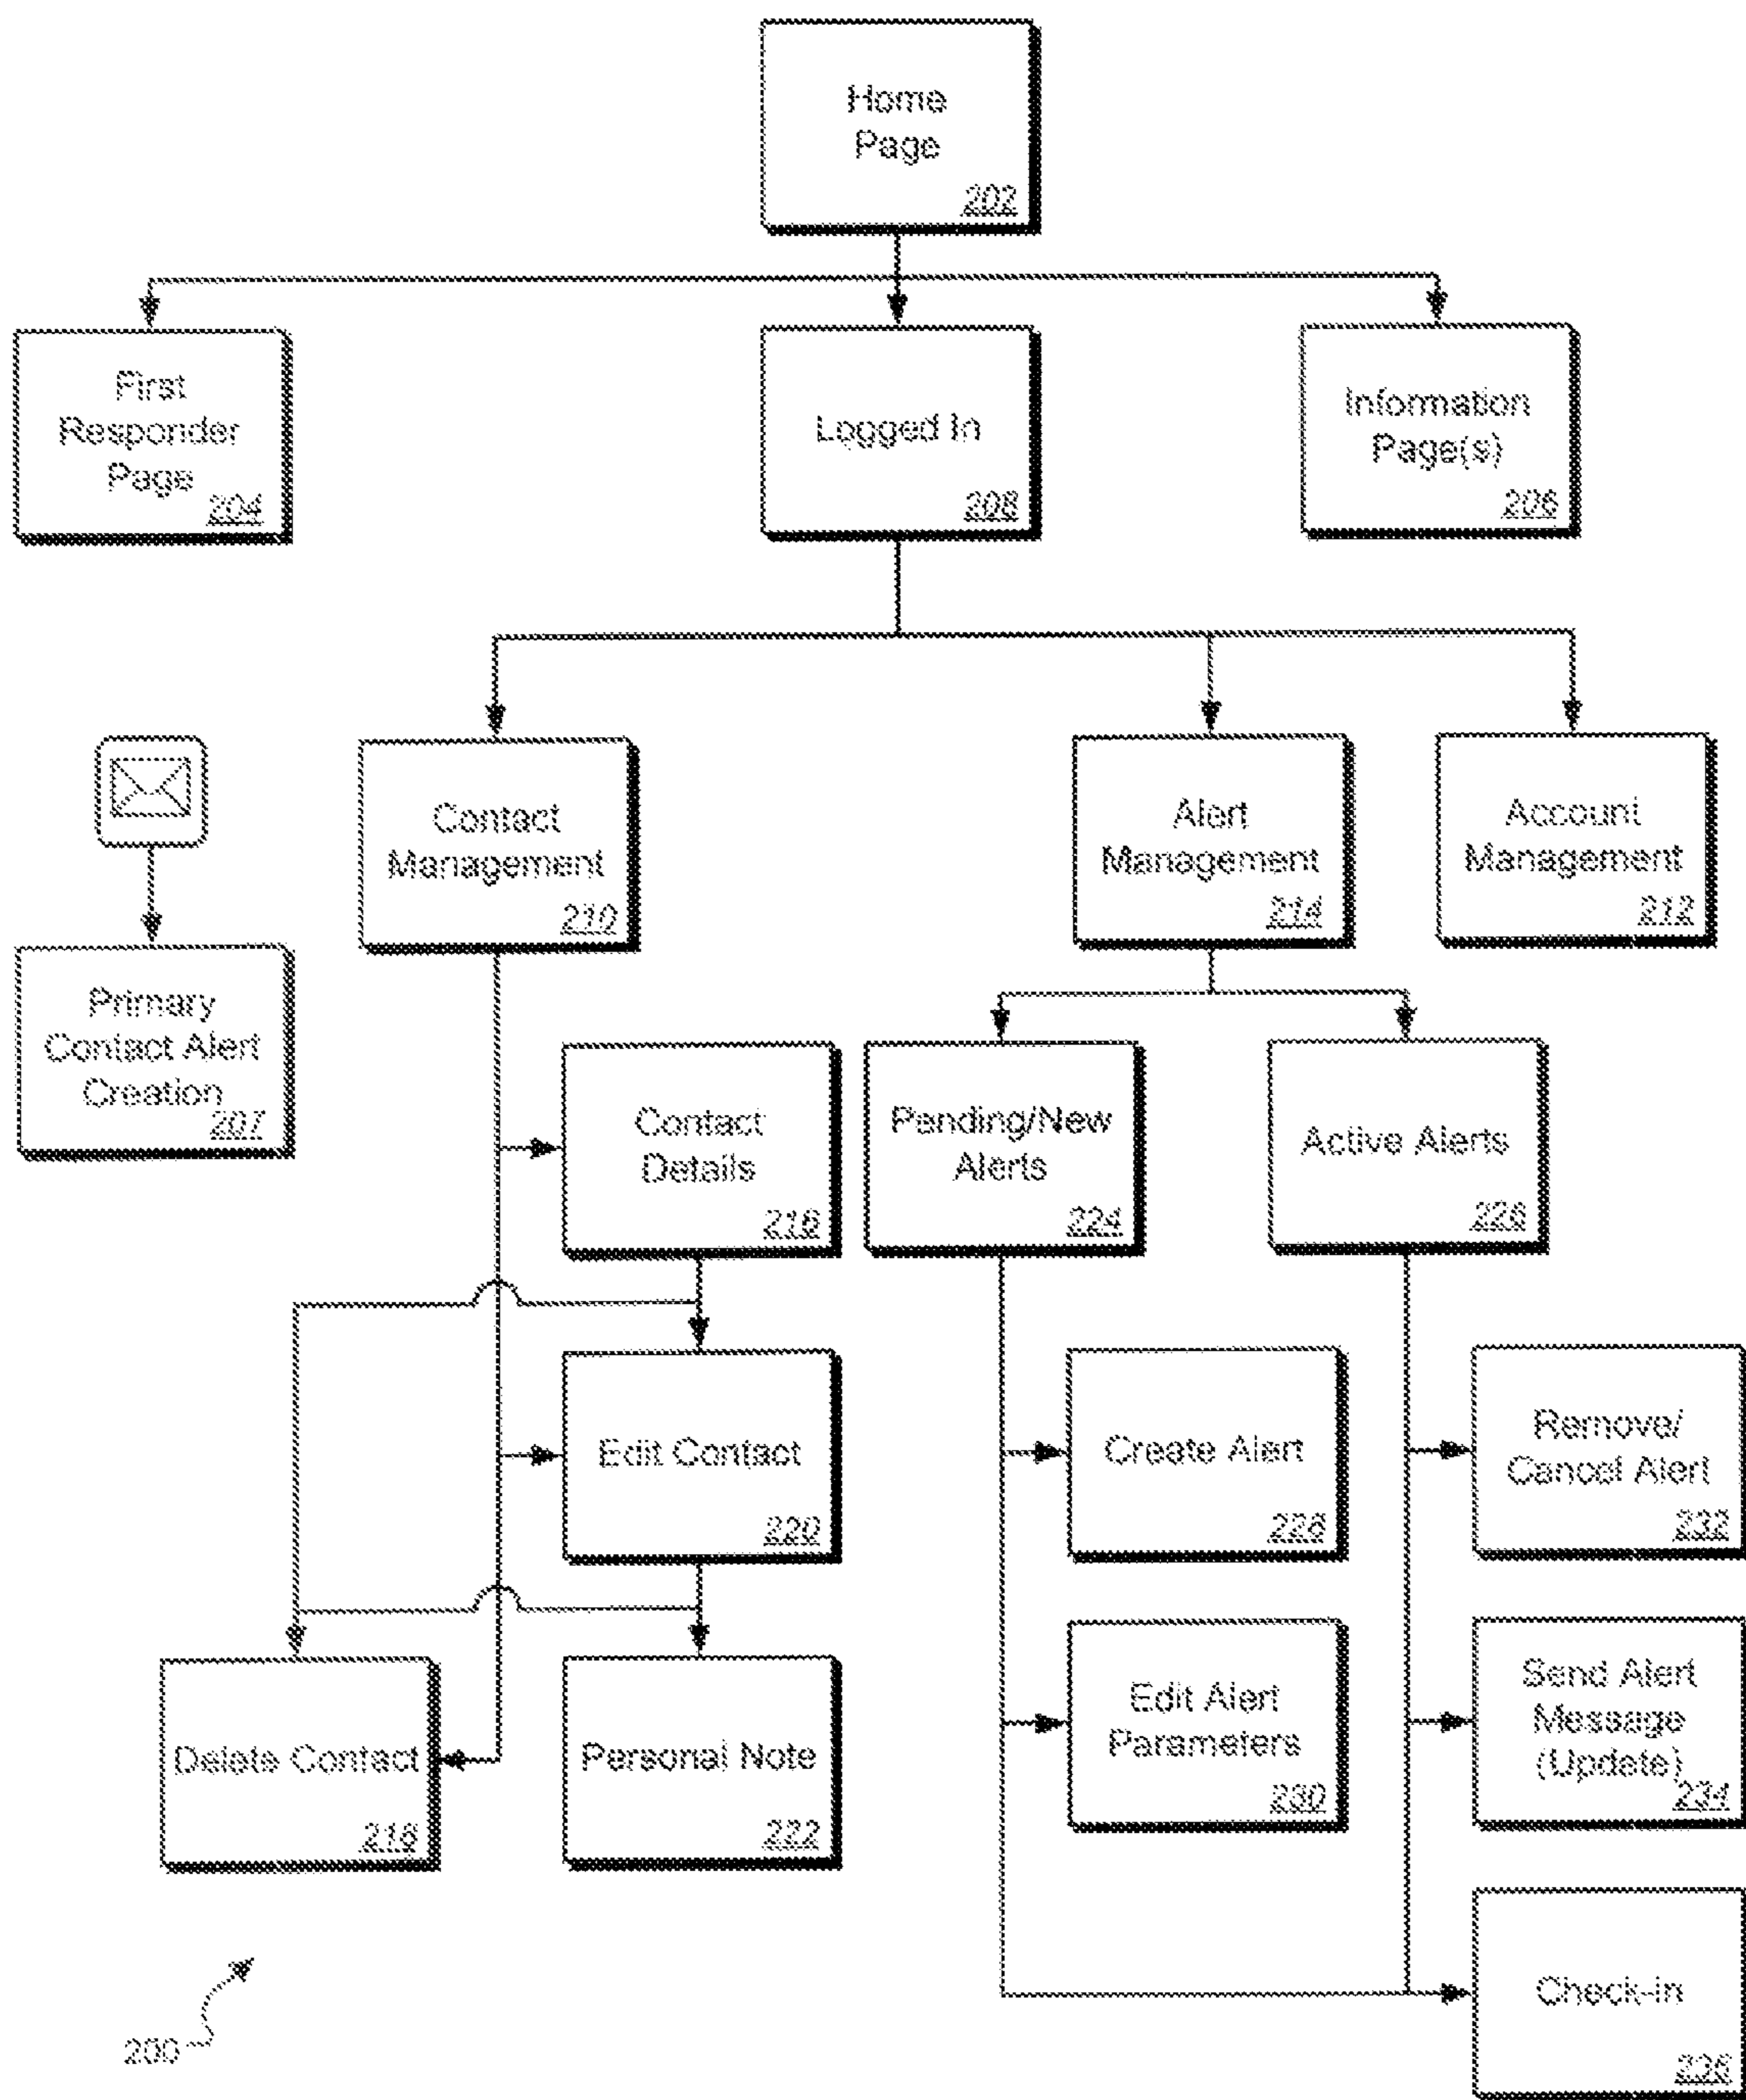 Home
Page
202
First
Responder
Page
204
Logged In
208
Information
Page(s)
206
Contact
Management
210
Alert
Management
214
Account
Management
212
Primary
Contact Alert
Creation
207
Contact
Details
216
Pending/New
Alerts
224
Active Alerts
226
Edit Contact
220
Create Alert
228
Remove/
Cancel Alert
232
Delete Contact
218
Personal Note
222
Edit Alert
Parameters
230
Send Alert
Message
(Update)
234
Check-in
236
200